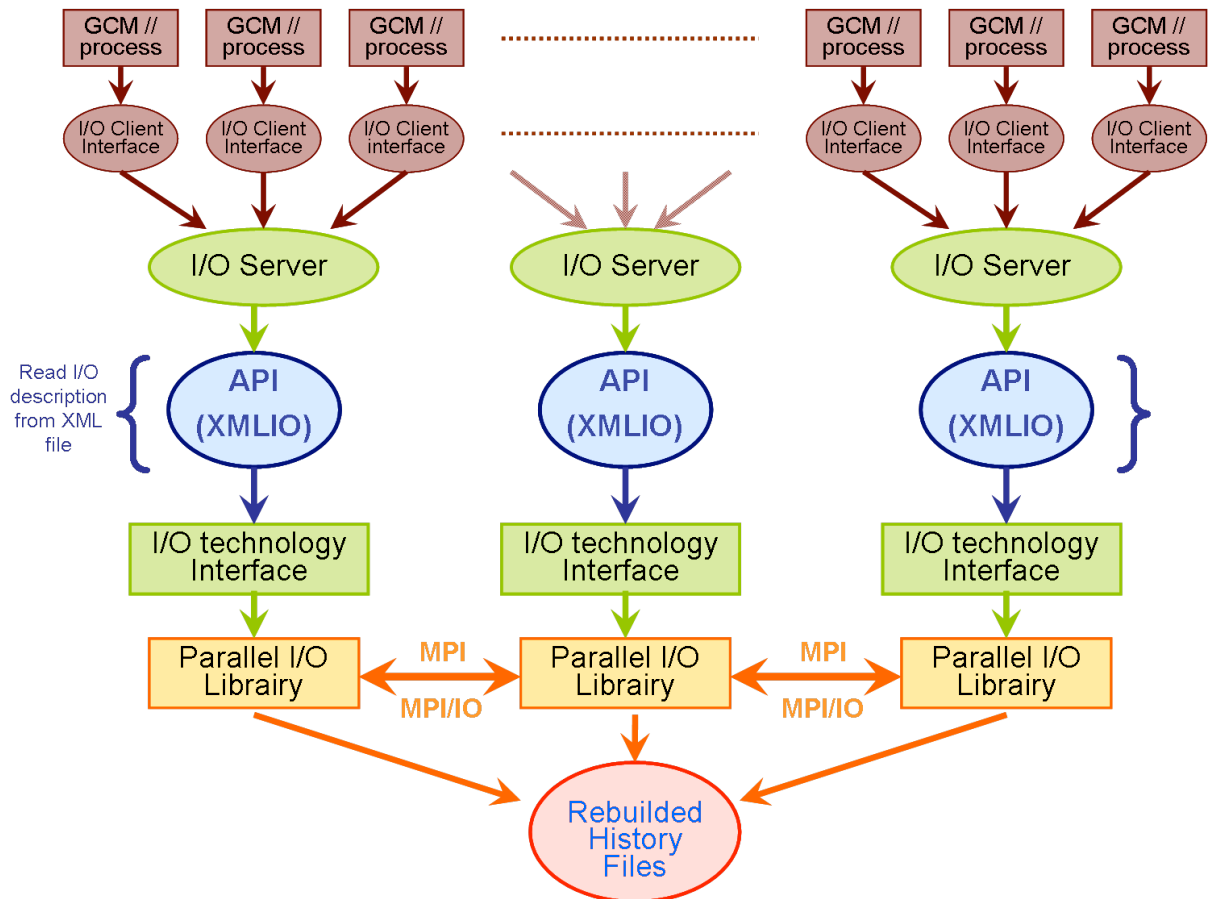 GCM //
process
GCM //
process
GCM //
process
GCM //
process
GCM //
process
GCM //
process
I/O Client
Interface
I/O Client
Interface
I/O Client
interface
I/O Client
Interface
I/O Client
Interface
I/O Client
Interface
I/O Server
I/O Server
I/O Server
Read I/O
description
from XML
file
API
(XMLIO)
API
(XMLIO)
API
(XMLIO)
I/O technology
Interface
I/O technology
Interface
I/O technology
Interface
Parallel I/O
Librairy
MPI
MPI/IO
Parallel I/O
Librairy
MPI
MPI/IO
Parallel I/O
Librairy
Rebuilded
History
Files